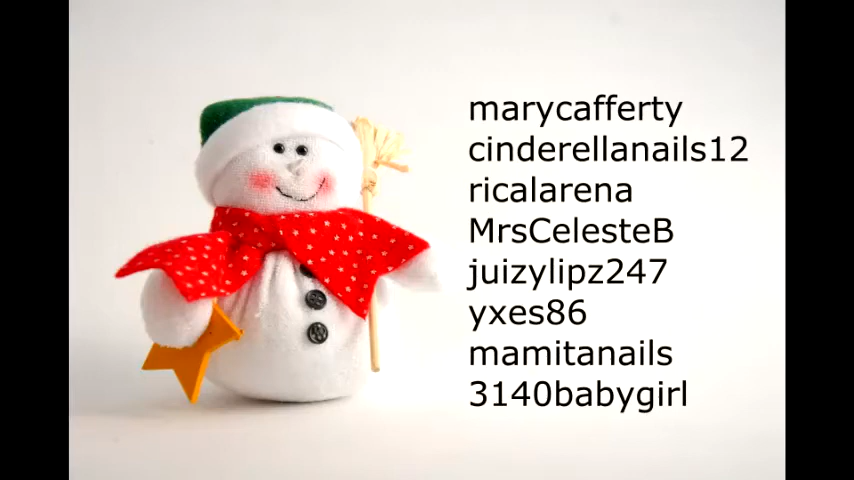 marycafferty
cinderellanails12
ricalarena
MrsCelesteB
juizylipz247
yxes86
mamitanails
3140babygirl